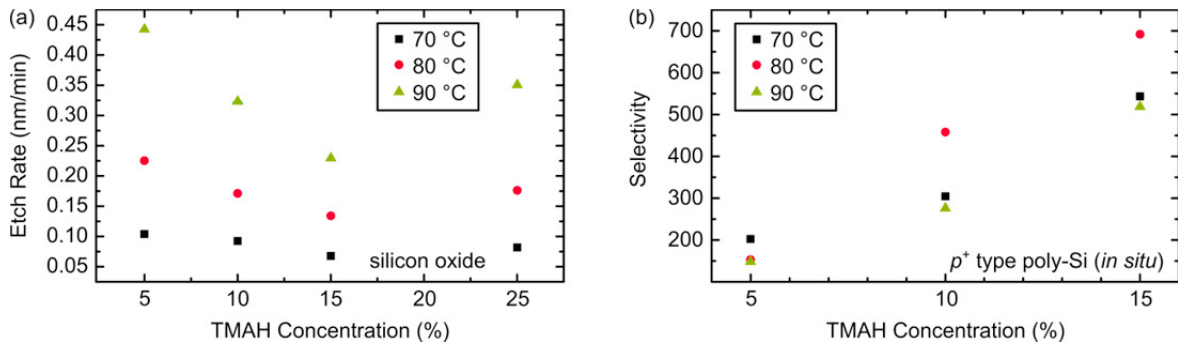 (a)
0.45
0.40
0.35
0.30
0.25
0.20
0.15
0.10
0.05
Etch Rate (nm/min)
70 °C
80 °C
90 °C
silicon oxide
5
10
15
20
25
TMAH Concentration (%)
(b)
700
600
500
400
300
200
Selectivity
70 °C
80 °C
90 °C
p⁺ type poly-Si (in situ)
5
10
15
TMAH Concentration (%)